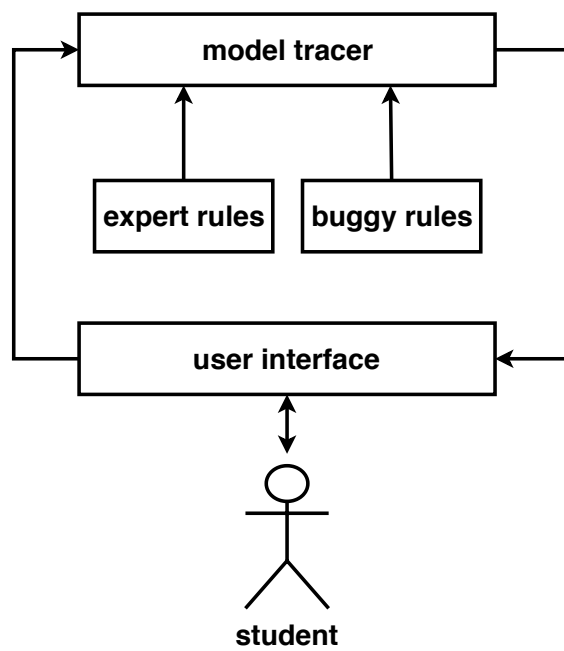 model tracer
expert rules
buggy rules
user interface
student